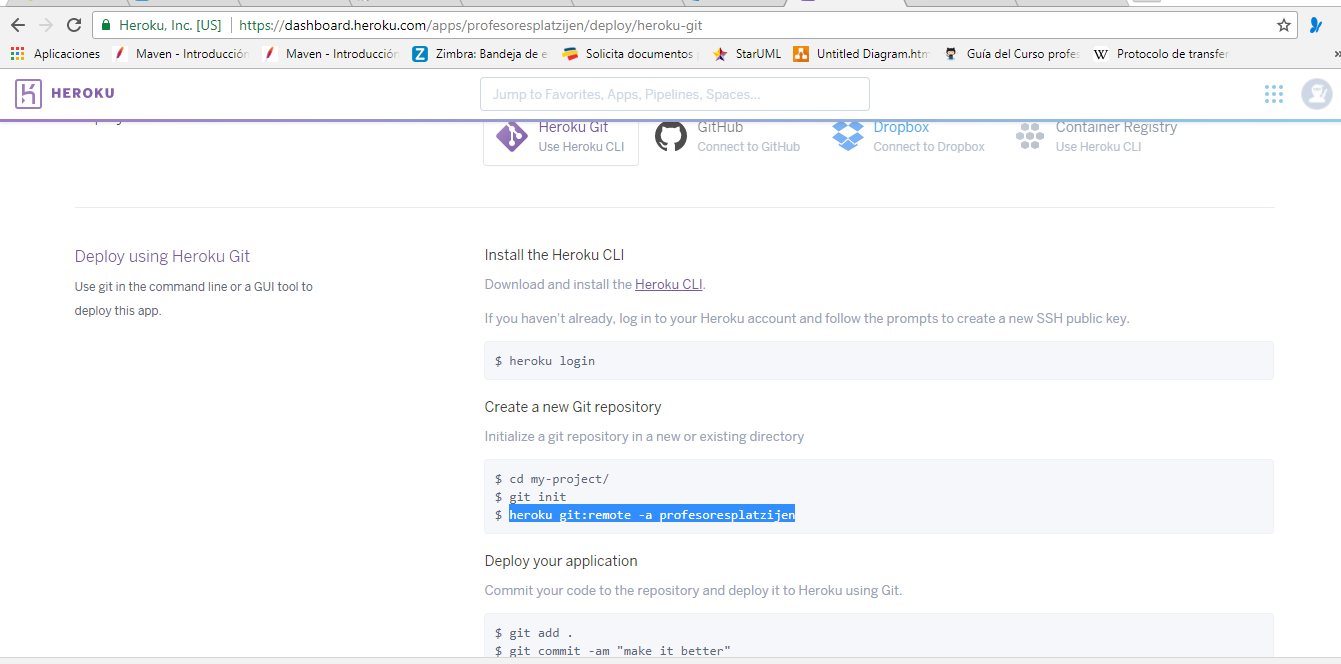 Heroku, Inc. [US] | https://dashboard.heroku.com/apps/profesoresplatzijen/deploy/heroku-git
Aplicaciones Maven - Introducción Maven - Introducción Zimbra: Bandeja de e Solicita documentos StarUML Untitled Diagram.htm Guía del Curso profes Protocolo de transfer »
HEROKU Jump to Favorites, Apps, Pipelines, Spaces...
Heroku Git GitHub Dropbox Container Registry
Use Heroku CLI Connect to GitHub Connect to Dropbox Use Heroku CLI
Deploy using Heroku Git
Use git in the command line or a GUI tool to
deploy this app.
Install the Heroku CLI
Download and install the Heroku CLI.
If you haven't already, log in to your Heroku account and follow the prompts to create a new SSH public key.
$ heroku login
Create a new Git repository
Initialize a git repository in a new or existing directory
$ cd my-project/
$ git init
$ heroku git:remote -a profesoresplatzijen
Deploy your application
Commit your code to the repository and deploy it to Heroku using Git.
$ git add .
$ git commit -am "make it better"